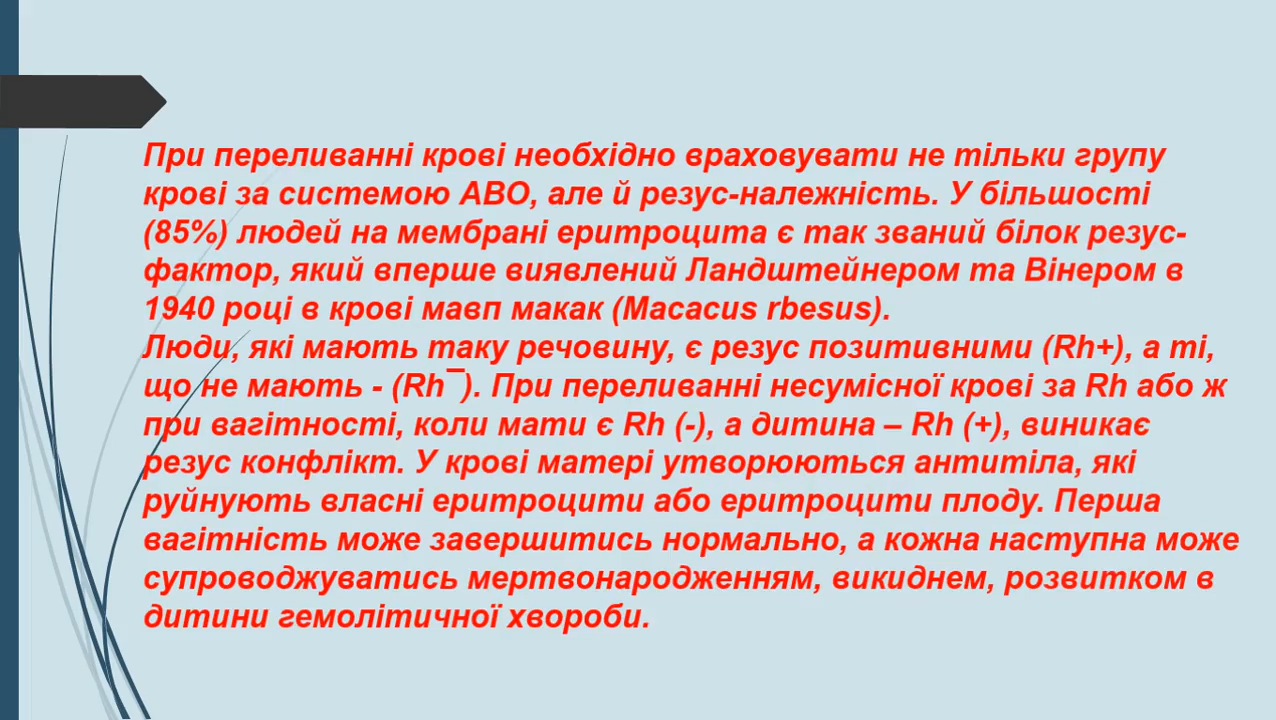 При переливанні крові необхідно враховувати не тільки групу
крові за системою АВО, але й резус-належність. У більшості
(85%) людей на мембрані еритроцита є так званий білок резус-
фактор, який вперше виявлений Ландштейнером та Вінером в
1940 році в крові мавп макак (Macacus rbesus).
Люди, які мають таку речовину, є резус позитивними (Rh+), а ті,
що не мають - (Rh¯). При переливанні несумісної крові за Rh або ж
при вагітності, коли мати є Rh (-), а дитина – Rh (+), виникає
резус конфлікт. У крові матері утворюються антитіла, які
руйнують власні еритроцити або еритроцити плоду. Перша
вагітність може завершитись нормально, а кожна наступна може
супроводжуватись мертвонародженням, викиднем, розвитком в
дитини гемолітичної хвороби.